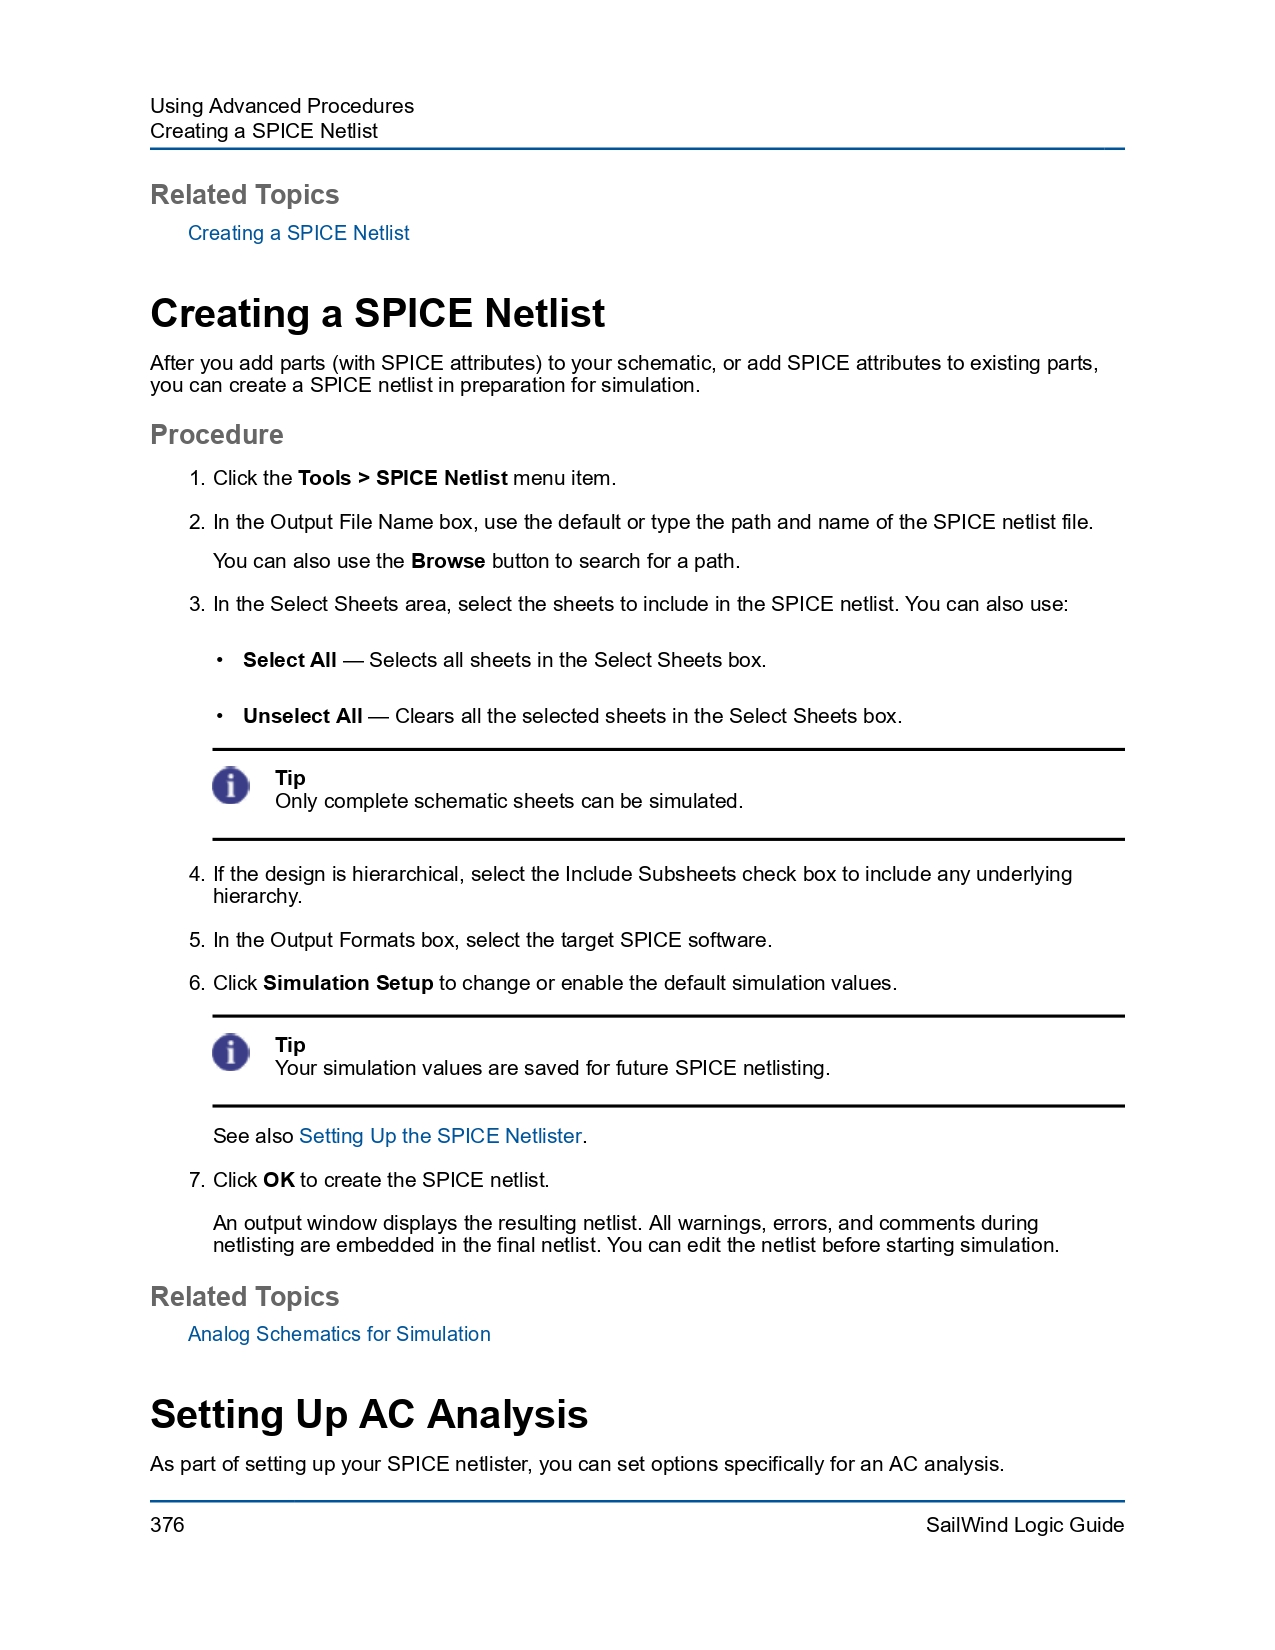 Using Advanced Procedures
Creating a SPICE Netlist
Related Topics
Creating a SPICE Netlist
Creating a SPICE Netlist
After you add parts (with SPICE attributes) to your schematic, or add SPICE attributes to existing parts,
you can create a SPICE netlist in preparation for simulation.
Procedure
1. Click the Tools > SPICE Netlist menu item.
2. In the Output File Name box, use the default or type the path and name of the SPICE netlist file.
You can also use the Browse button to search for a path.
3. In the Select Sheets area, select the sheets to include in the SPICE netlist. You can also use:
• Select All — Selects all sheets in the Select Sheets box.
• Unselect All — Clears all the selected sheets in the Select Sheets box.
Tip
Only complete schematic sheets can be simulated.
4. If the design is hierarchical, select the Include Subsheets check box to include any underlying
hierarchy.
5. In the Output Formats box, select the target SPICE software.
6. Click Simulation Setup to change or enable the default simulation values.
Tip
Your simulation values are saved for future SPICE netlisting.
See also Setting Up the SPICE Netlister.
7. Click OK to create the SPICE netlist.
An output window displays the resulting netlist. All warnings, errors, and comments during
netlisting are embedded in the final netlist. You can edit the netlist before starting simulation.
Related Topics
Analog Schematics for Simulation
Setting Up AC Analysis
As part of setting up your SPICE netlister, you can set options specifically for an AC analysis.
376
SailWind Logic Guide